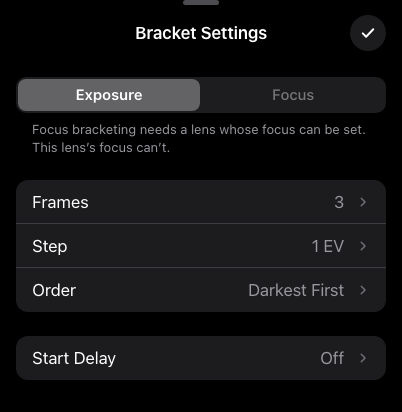 Bracket Settings
Exposure
Focus
Focus bracketing needs a lens whose focus can be set.
This lens’s focus can’t.
Frames 3
Step 1 EV
Order Darkest First
Start Delay Off